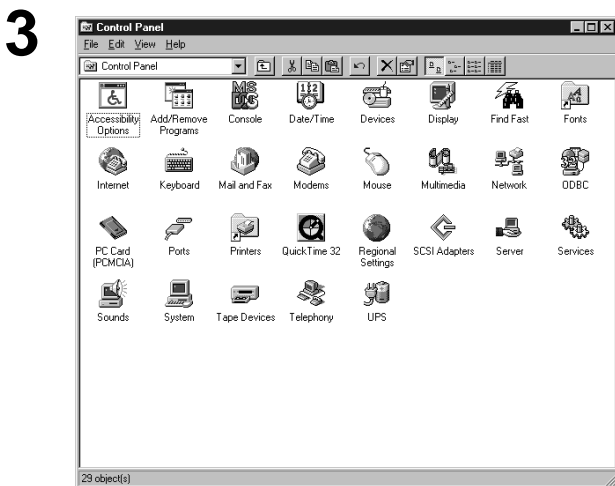 3
Control Panel
File Edit View Help
Control Panel
Accessibility Options
Add/Remove Programs
Console
Date/Time
Devices
Display
Find Fast
Fonts
Internet
Keyboard
Mail and Fax
Modems
Mouse
Multimedia
Network
ODBC
PC Card (PCMCIA)
Ports
Printers
QuickTime 32
Regional Settings
SCSI Adapters
Server
Services
Sounds
System
Tape Devices
Telephony
UPS
29 object(s)